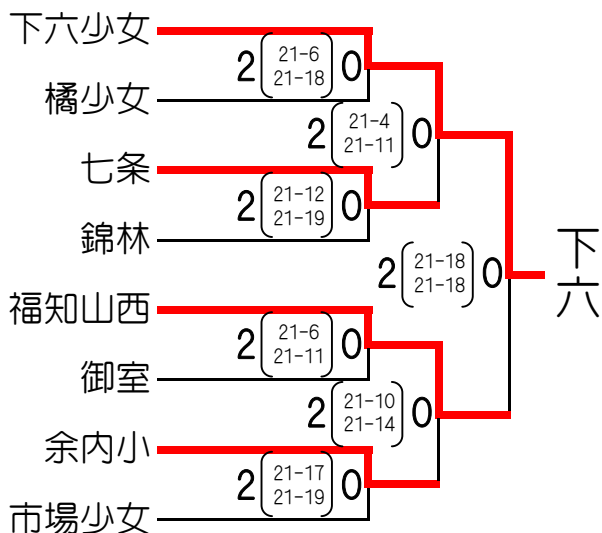 下六少女
2 21-6 0
21-18
橘少女
2 21-4 0
21-11
七条
2 21-12 0
21-19
錦林
2 21-18 0
21-18
下六
福知山西
2 21-6 0
21-11
御室
2 21-10 0
21-14
余内小
2 21-17 0
21-19
市場少女